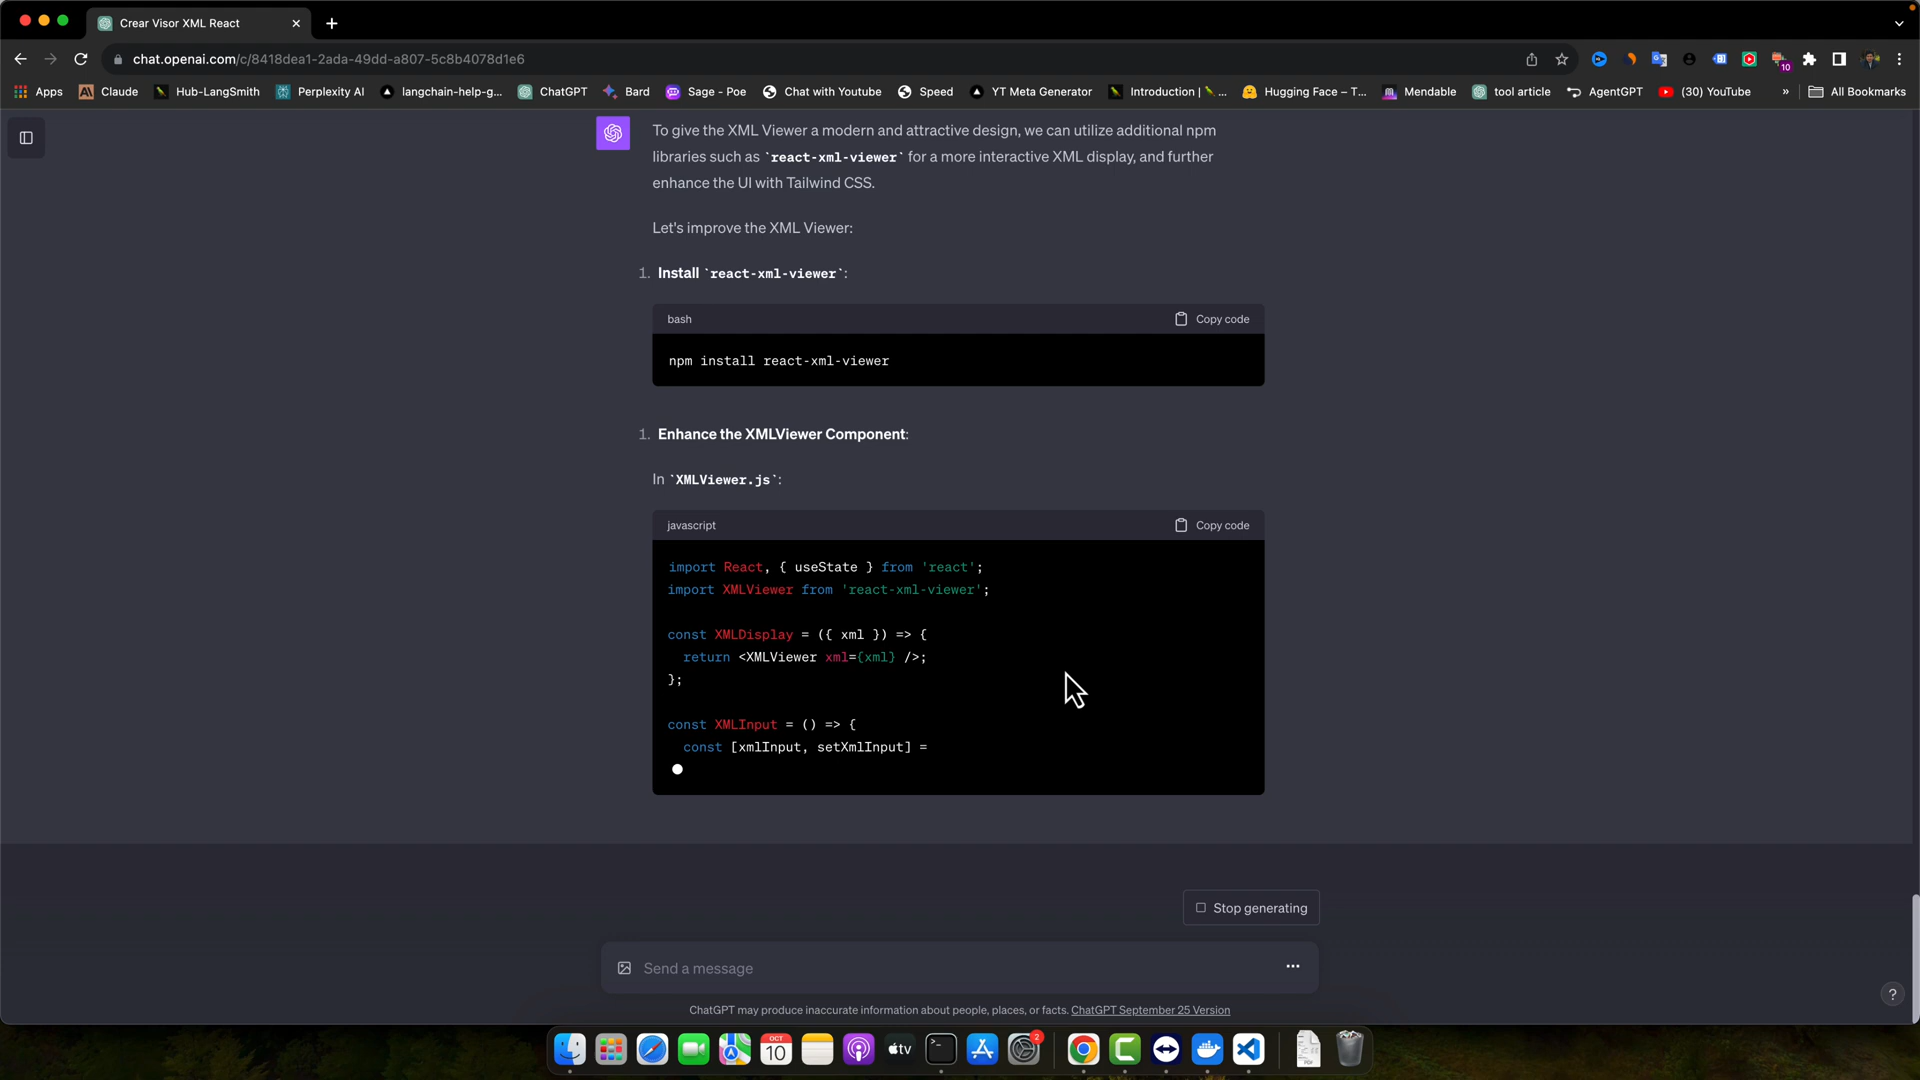 Crear Visor XML React
chat.openai.com/c/8418dea1-2ada-49dd-a807-5c8b4078d1e6
10
Apps
Claude
Hub-LangSmith
Perplexity AI
langchain-help-g...
ChatGPT
Bard
Sage - Poe
Chat with Youtube
Speed
YT Meta Generator
Introduction | ...
Hugging Face – T...
Mendable
tool article
AgentGPT
(30) YouTube
»
All Bookmarks
To give the XML Viewer a modern and attractive design, we can utilize additional npm
libraries such as `react-xml-viewer` for a more interactive XML display, and further
enhance the UI with Tailwind CSS.
Let's improve the XML Viewer:
1. Install `react-xml-viewer`:
bash
Copy code
npm install react-xml-viewer
1. Enhance the XMLViewer Component:
In `XMLViewer.js`:
javascript
Copy code
import React, { useState } from 'react';
import XMLViewer from 'react-xml-viewer';
const XMLDisplay = ({ xml }) => {
return <XMLViewer xml={xml} />;
};
const XMLInput = () => {
const [xmlInput, setXmlInput] =
Stop generating
Send a message
ChatGPT may produce inaccurate information about people, places, or facts. ChatGPT September 25 Version
?
OCT
10
tv
2